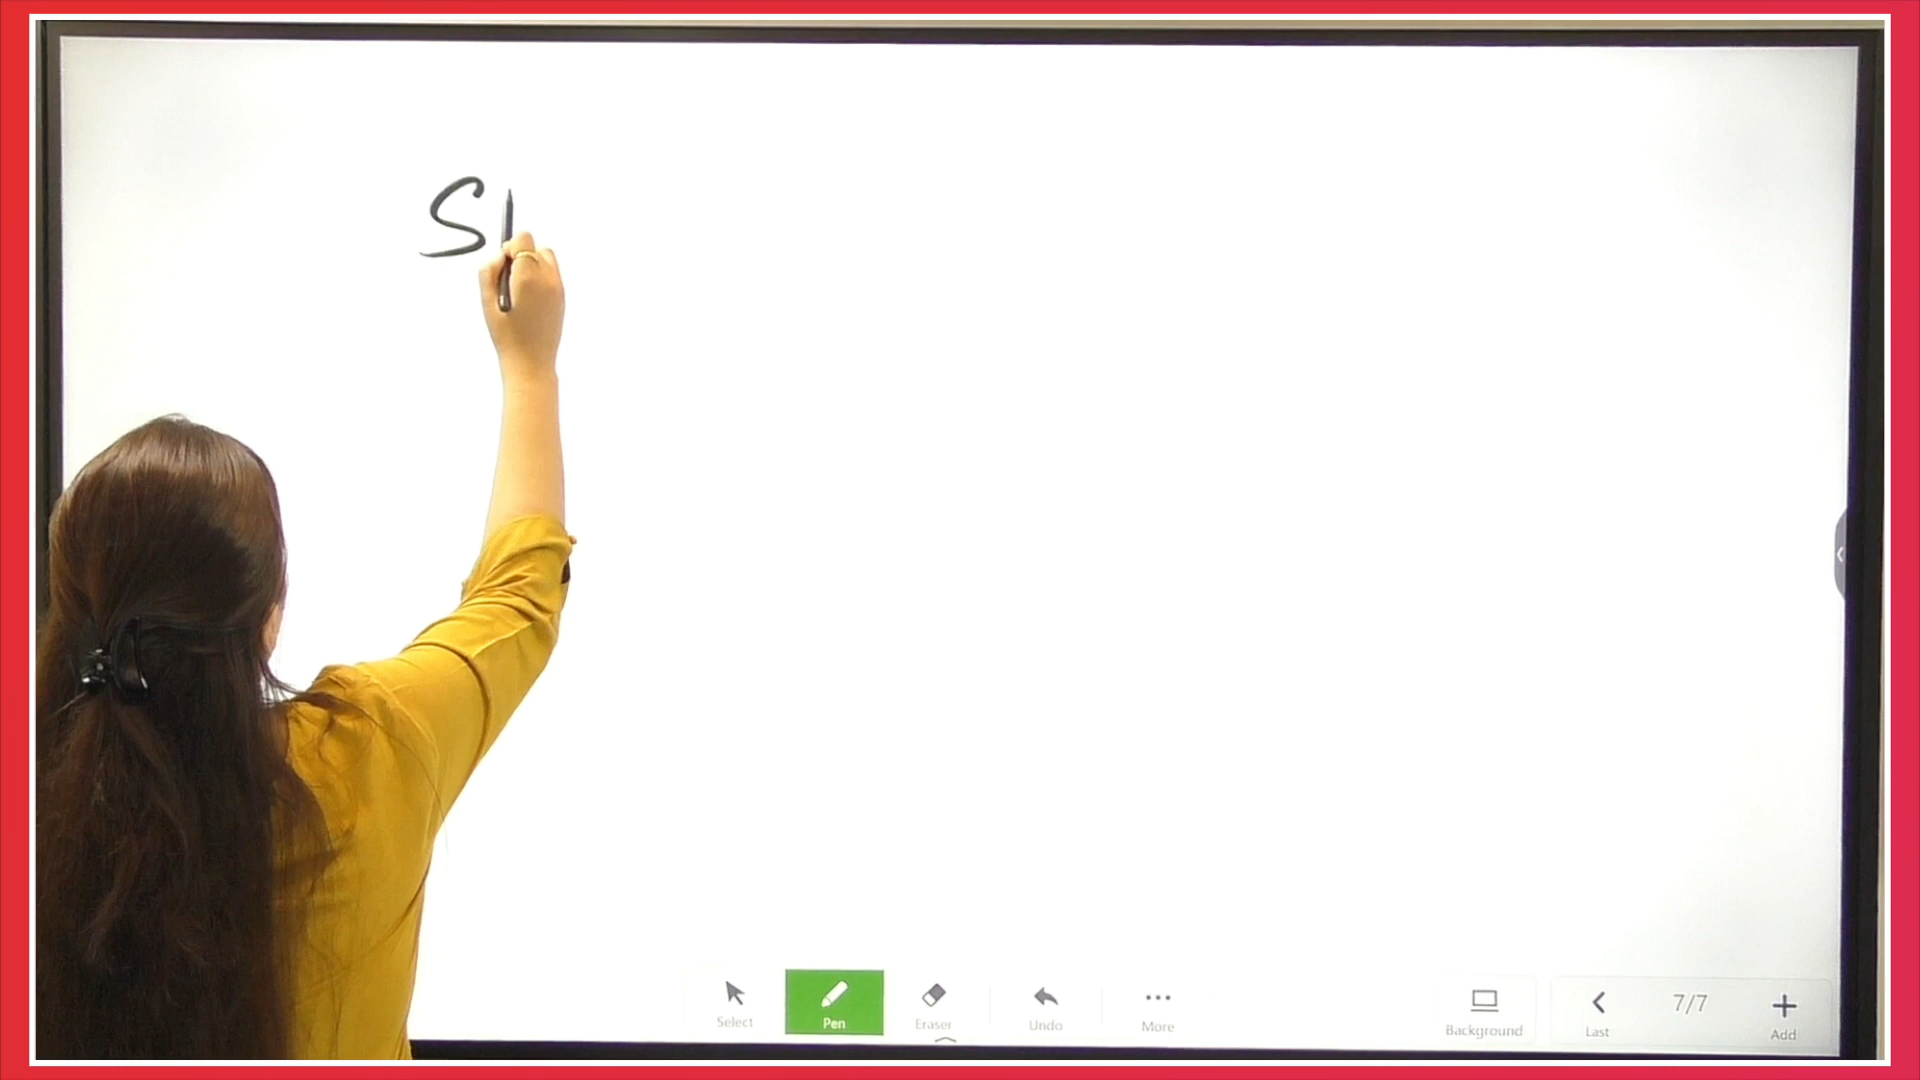 S
Select
Pen
Eraser
Undo
More
Background
Last
7/7
Add